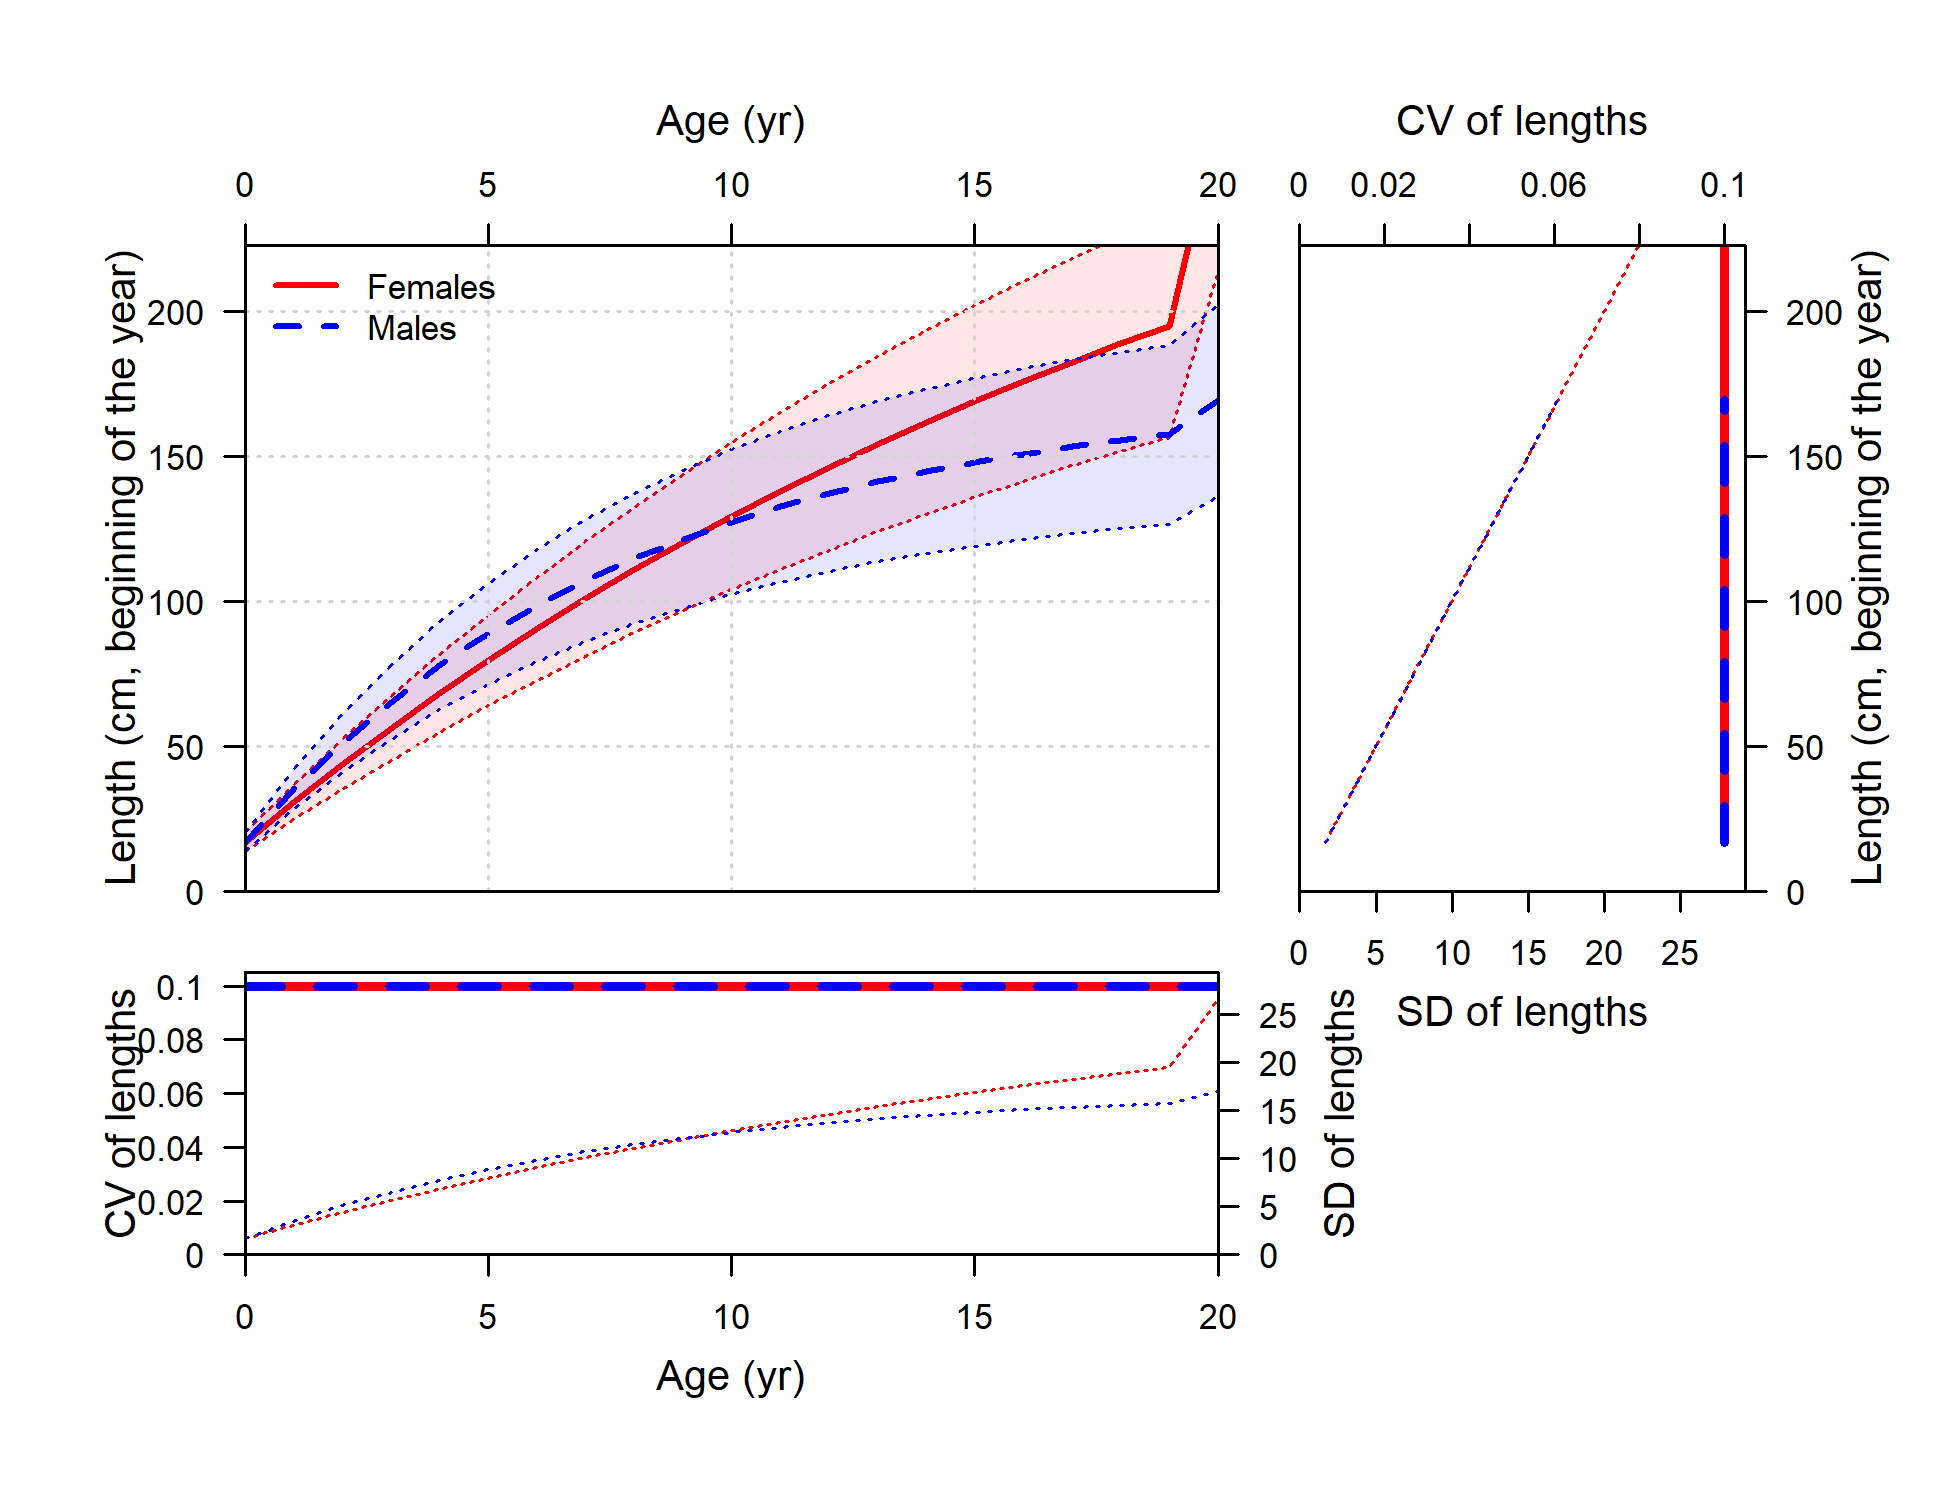 Age (yr)
CV of lengths
0 5 10 15 20
0 0.02 0.06 0.1
Length (cm, beginning of the year)
200
150
100
50
0
Females
Males
200
150
100
50
0
Length (cm, beginning of the year)
0 5 10 15 20 25
SD of lengths
CV of lengths
0.1
0.08
0.06
0.04
0.02
0
25
20
15
10
5
0
SD of lengths
0 5 10 15 20
Age (yr)